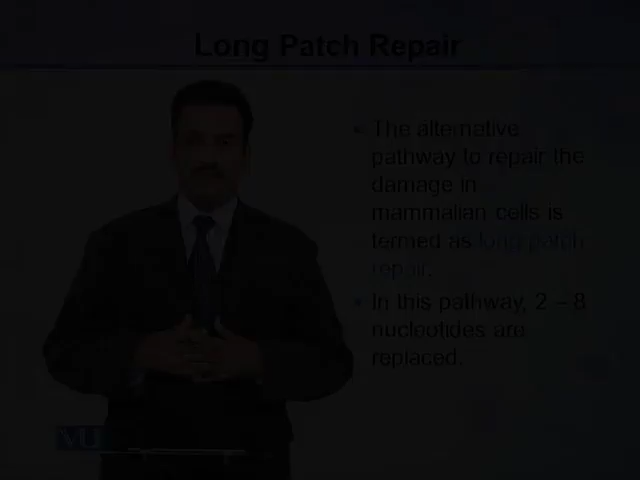 Long Patch Repair
The alternative
pathway to repair the
damage in
mammalian cells is
termed as long patch
repair.
In this pathway, 2 – 8
nucleotides are
replaced.
VU